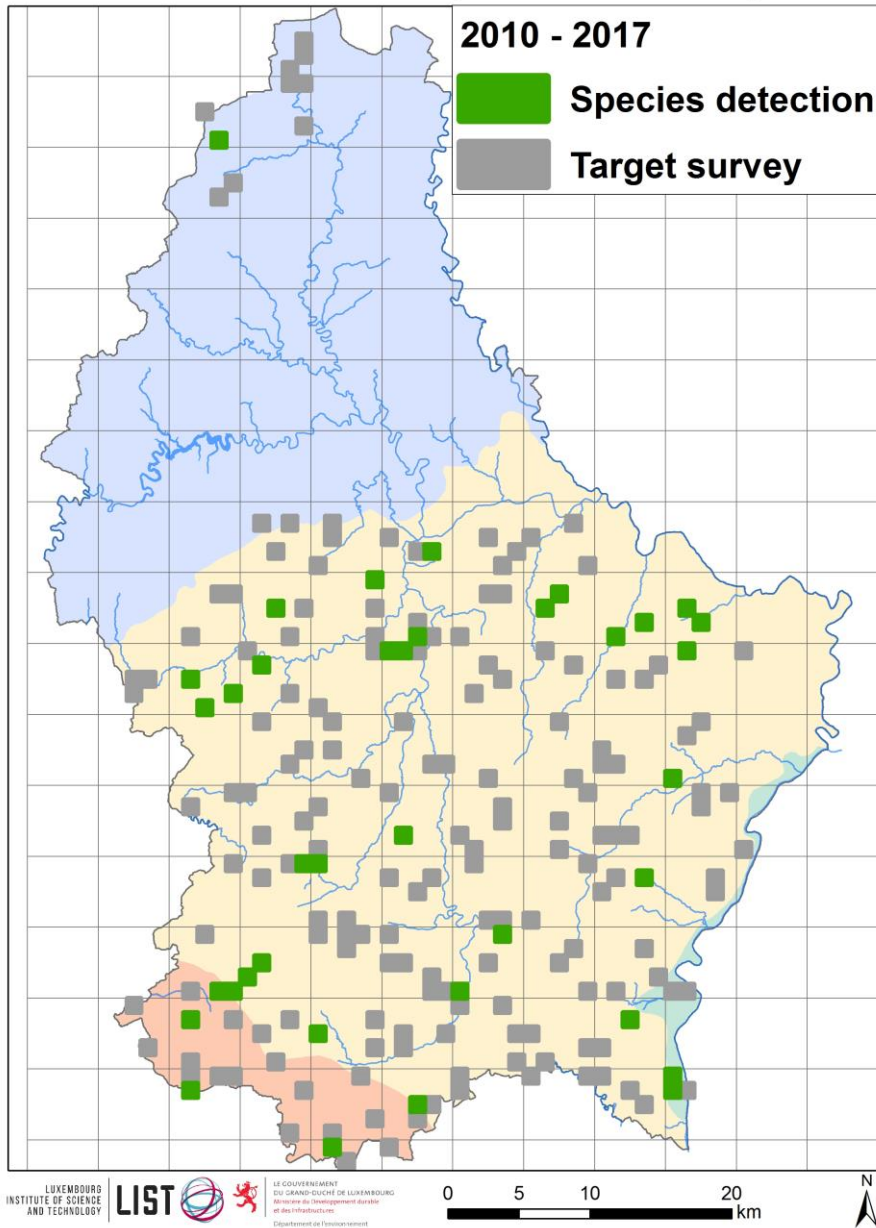 2010 - 2017
Species detection
Target survey
LUXEMBOURG
INSTITUTE OF SCIENCE
AND TECHNOLOGY
LIST
LE GOUVERNEMENT
DU GRAND-DUCHÉ DE LUXEMBOURG
Ministère du Développement durable
et des Infrastructures
Département de l'environnement
0 5 10 20
km
N